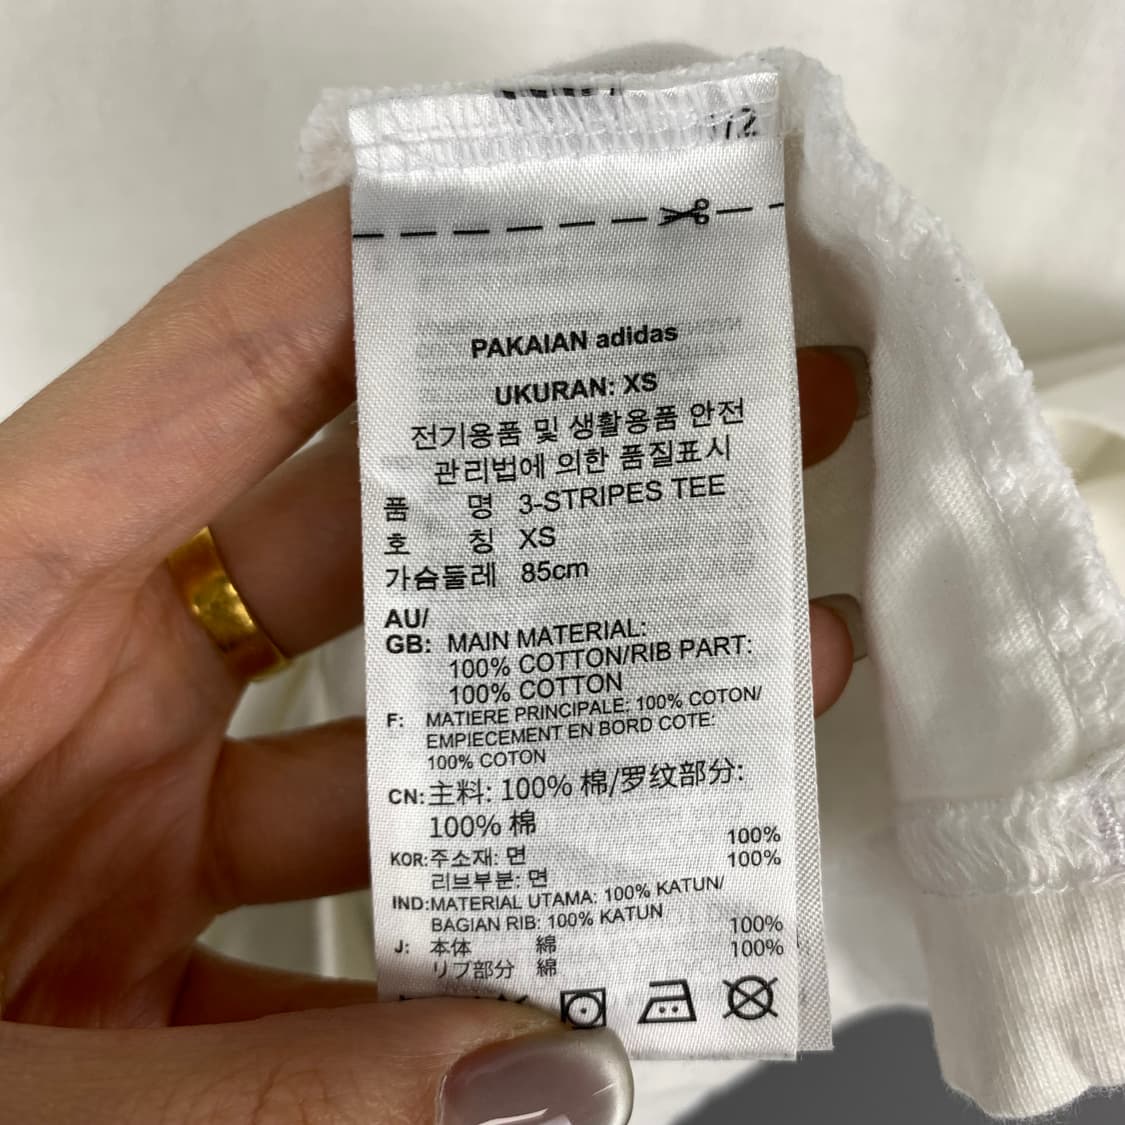 1/2
PAKAIAN adidas
UKURAN: XS
전기용품 및 생활용품 안전
관리법에 의한 품질표시
품 명 3-STRIPES TEE
호 칭 XS
가슴둘레 85cm
AU/
GB: MAIN MATERIAL:
100% COTTON/RIB PART:
100% COTTON
F: MATIERE PRINCIPALE: 100% COTON/
EMPIECEMENT EN BORD COTE:
100% COTON
CN: 主料: 100% 棉/罗纹部分:
100% 棉
KOR: 주소재: 면 100%
리브부분: 면 100%
IND: MATERIAL UTAMA: 100% KATUN/
BAGIAN RIB: 100% KATUN
J: 本体 綿 100%
リブ部分 綿 100%